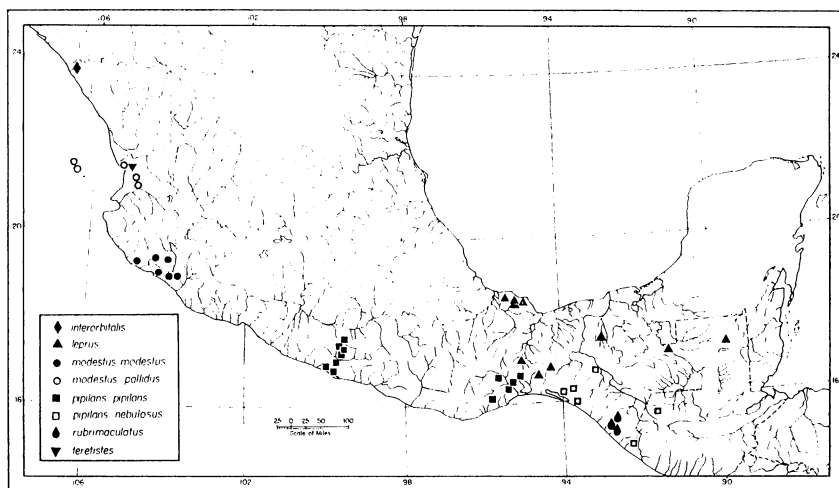 106
102
98
94
90
24
24
20
20
16
16
interorbitalis
leprus
modestus modestus
modestus pallidus
pipilans pipilans
pipilans nebulosus
rubrimaculatus
teretistes
25 0 25 50 100
Scale of Miles
106
102
98
94
90